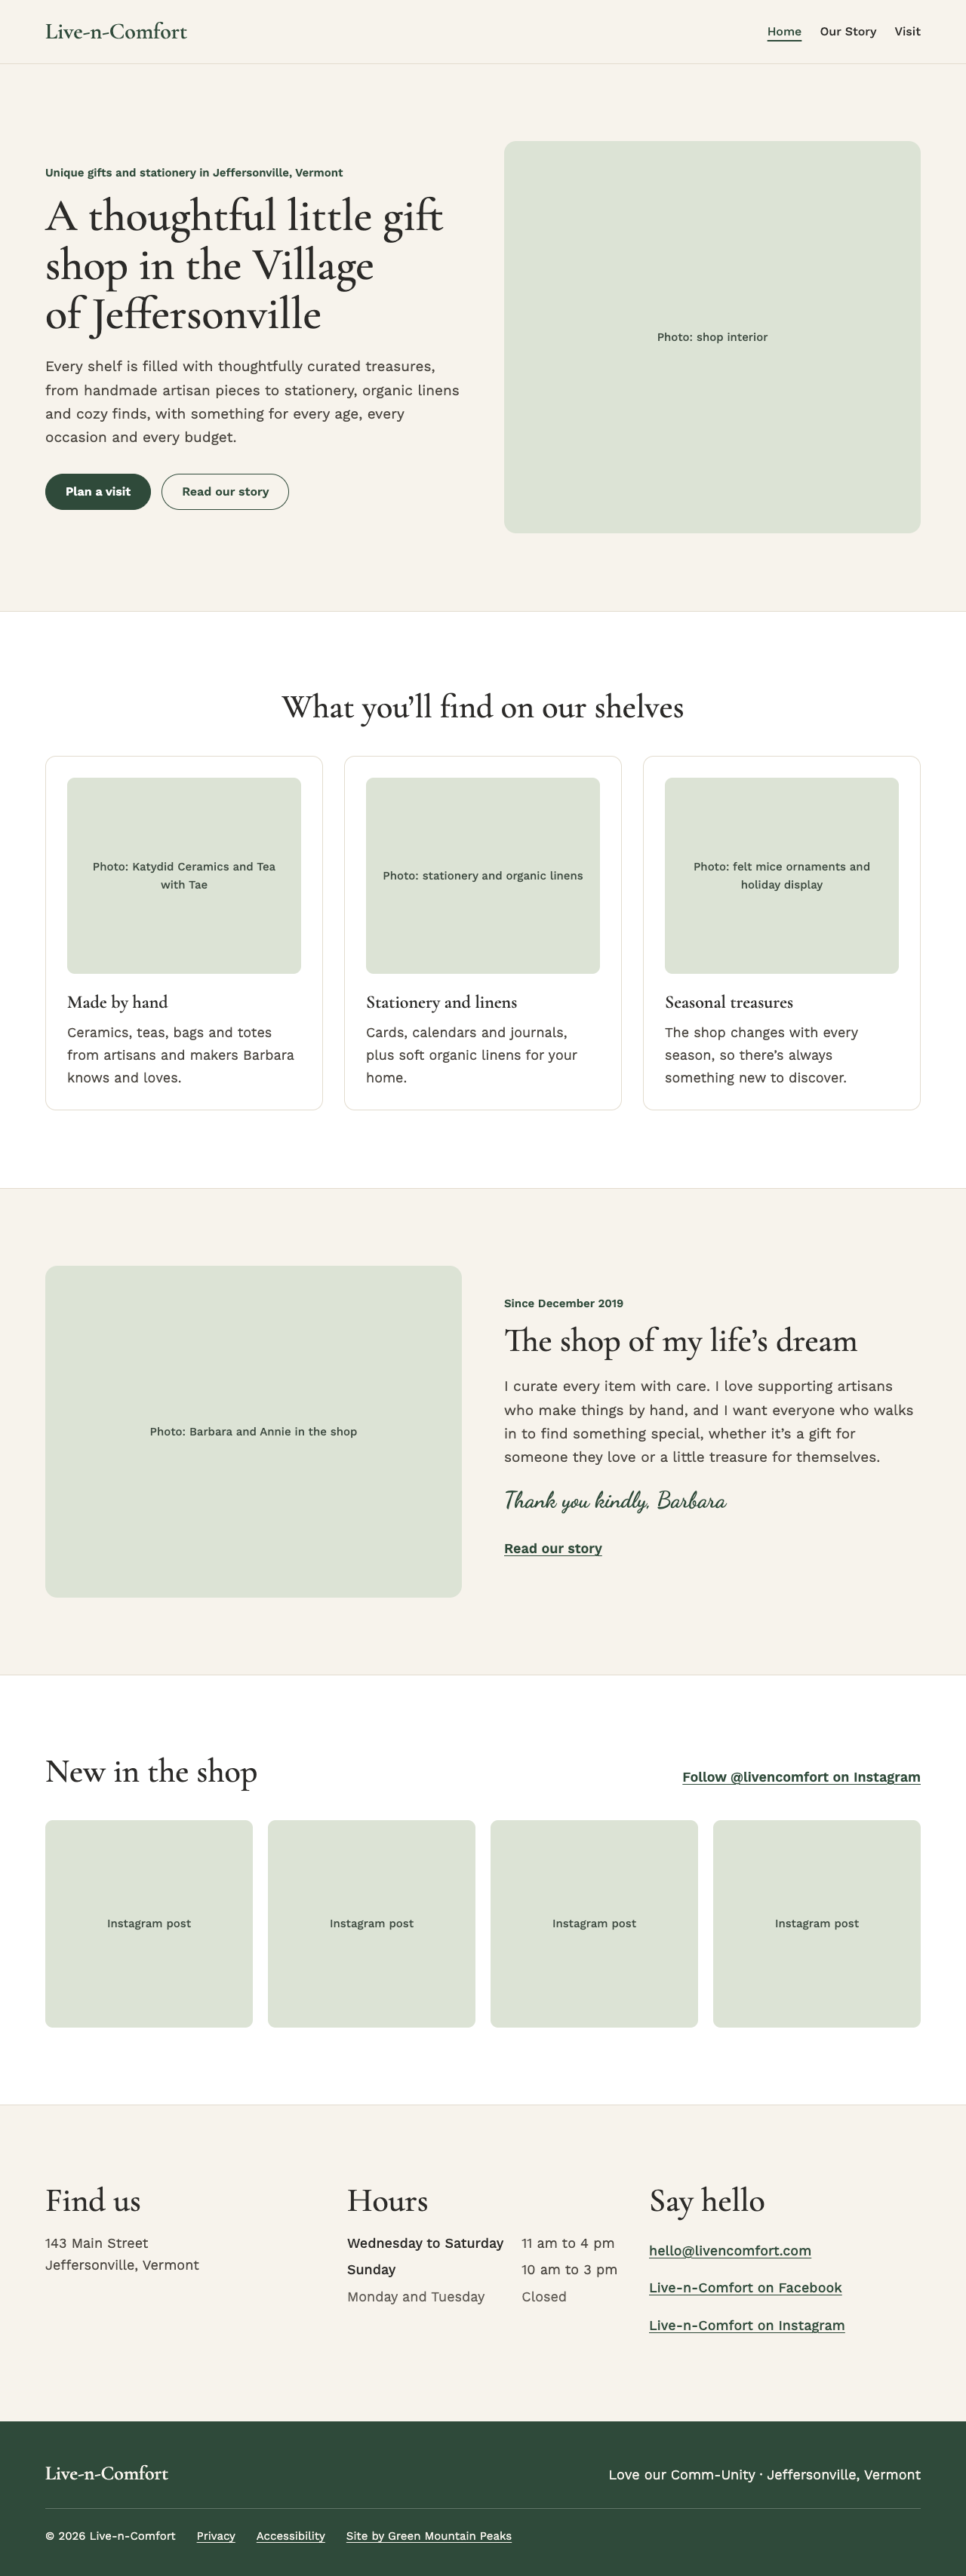 Live-n-Comfort
Home Our Story Visit
Unique gifts and stationery in Jeffersonville, Vermont
A thoughtful little gift
shop in the Village
of Jeffersonville
Every shelf is filled with thoughtfully curated treasures,
from handmade artisan pieces to stationery, organic linens
and cozy finds, with something for every age, every
occasion and every budget.
Plan a visit
Read our story
Photo: shop interior
What you’ll find on our shelves
Photo: Katydid Ceramics and Tea
with Tae
Made by hand
Ceramics, teas, bags and totes
from artisans and makers Barbara
knows and loves.
Photo: stationery and organic linens
Stationery and linens
Cards, calendars and journals,
plus soft organic linens for your
home.
Photo: felt mice ornaments and
holiday display
Seasonal treasures
The shop changes with every
season, so there’s always
something new to discover.
Photo: Barbara and Annie in the shop
Since December 2019
The shop of my life’s dream
I curate every item with care. I love supporting artisans
who make things by hand, and I want everyone who walks
in to find something special, whether it’s a gift for
someone they love or a little treasure for themselves.
Thank you kindly, Barbara
Read our story
New in the shop
Follow @livencomfort on Instagram
Instagram post
Instagram post
Instagram post
Instagram post
Find us
143 Main Street
Jeffersonville, Vermont
Hours
Wednesday to Saturday 11 am to 4 pm
Sunday 10 am to 3 pm
Monday and Tuesday Closed
Say hello
hello@livencomfort.com
Live-n-Comfort on Facebook
Live-n-Comfort on Instagram
Live-n-Comfort
Love our Comm-Unity · Jeffersonville, Vermont
© 2026 Live-n-Comfort Privacy Accessibility Site by Green Mountain Peaks